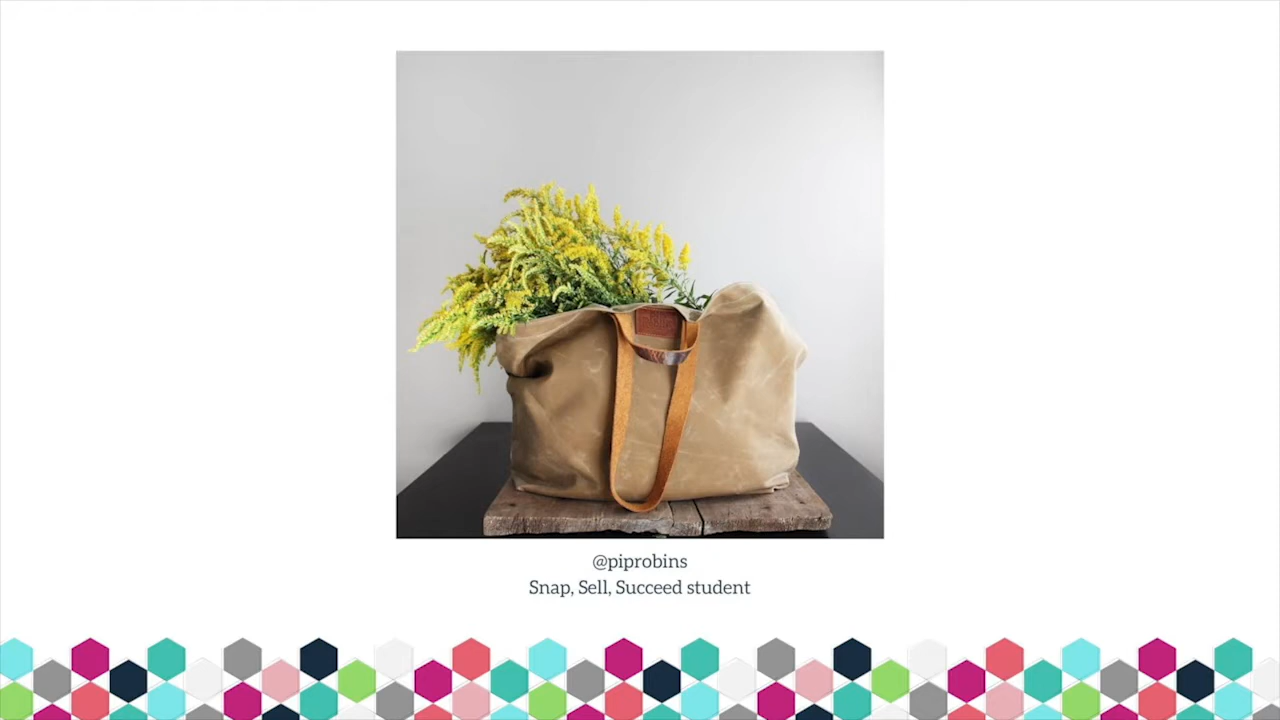 @piprobins
Snap, Sell, Succeed student